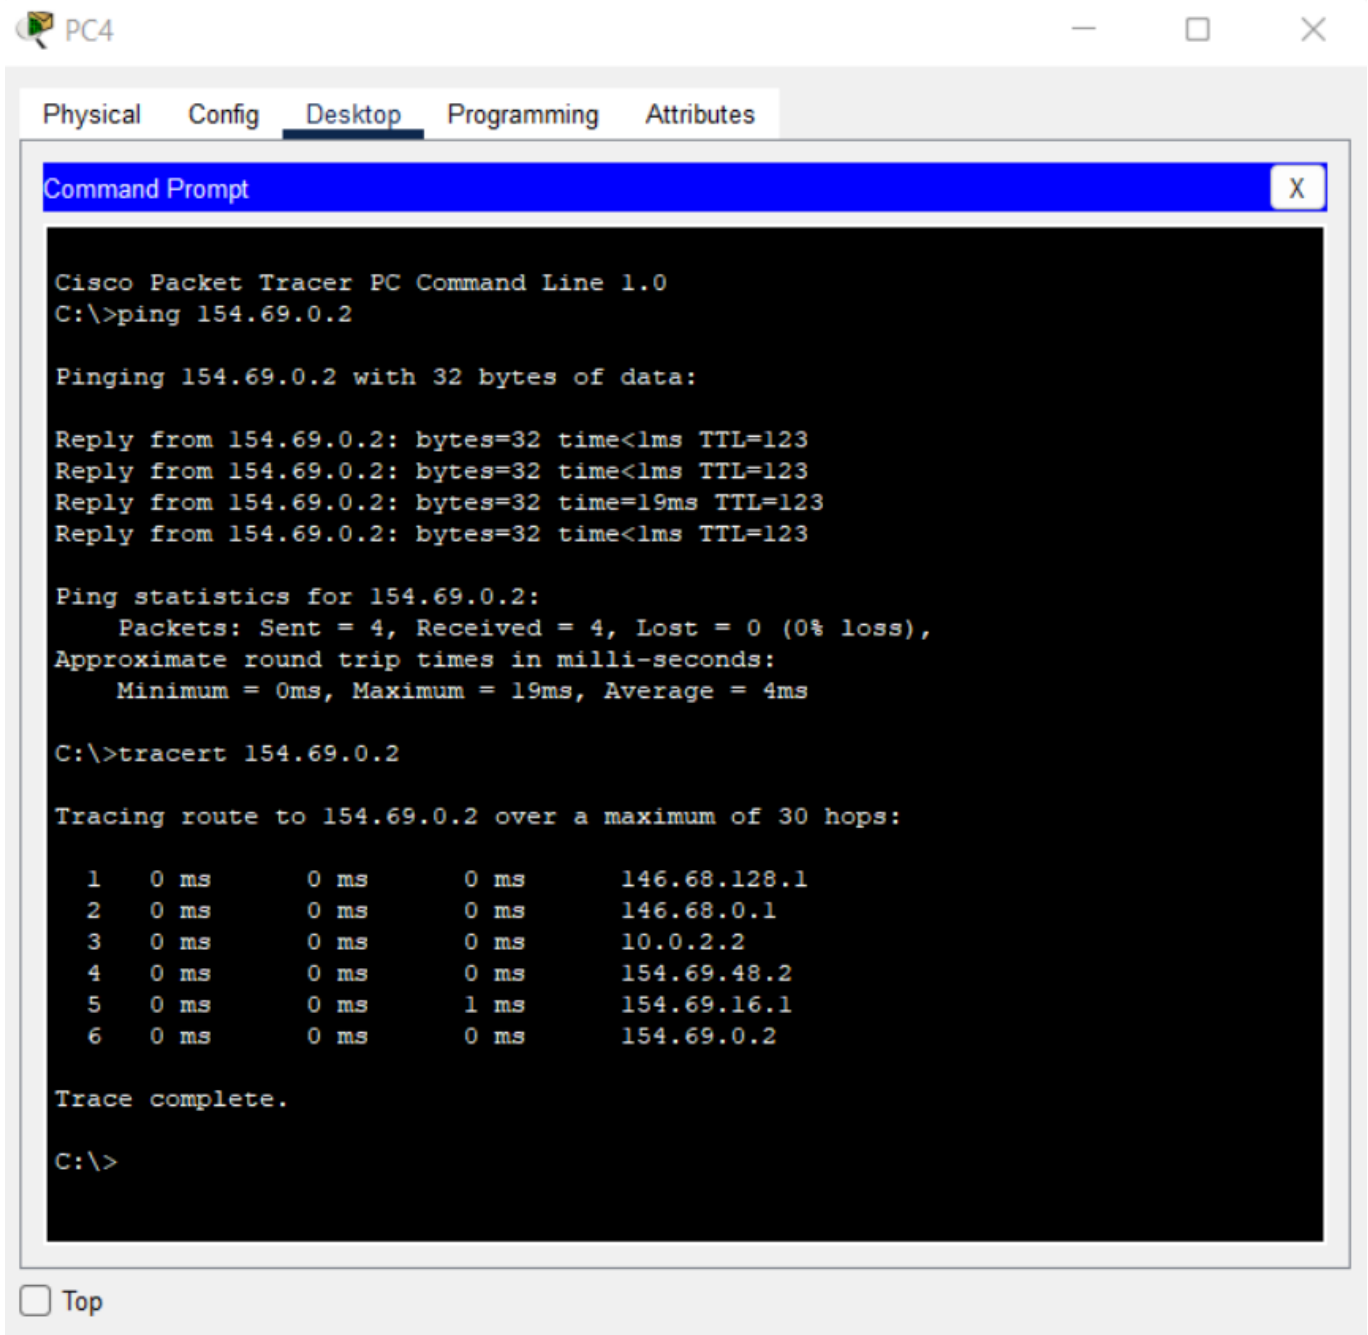 PC4
Physical Config Desktop Programming Attributes
Command Prompt X
Cisco Packet Tracer PC Command Line 1.0
C:\>ping 154.69.0.2
Pinging 154.69.0.2 with 32 bytes of data:
Reply from 154.69.0.2: bytes=32 time<1ms TTL=123
Reply from 154.69.0.2: bytes=32 time<1ms TTL=123
Reply from 154.69.0.2: bytes=32 time=19ms TTL=123
Reply from 154.69.0.2: bytes=32 time<1ms TTL=123
Ping statistics for 154.69.0.2:
Packets: Sent = 4, Received = 4, Lost = 0 (0% loss),
Approximate round trip times in milli-seconds:
Minimum = 0ms, Maximum = 19ms, Average = 4ms
C:\>tracert 154.69.0.2
Tracing route to 154.69.0.2 over a maximum of 30 hops:
1 0 ms 0 ms 0 ms 146.68.128.1
2 0 ms 0 ms 0 ms 146.68.0.1
3 0 ms 0 ms 0 ms 10.0.2.2
4 0 ms 0 ms 0 ms 154.69.48.2
5 0 ms 0 ms 1 ms 154.69.16.1
6 0 ms 0 ms 0 ms 154.69.0.2
Trace complete.
C:\>
Top